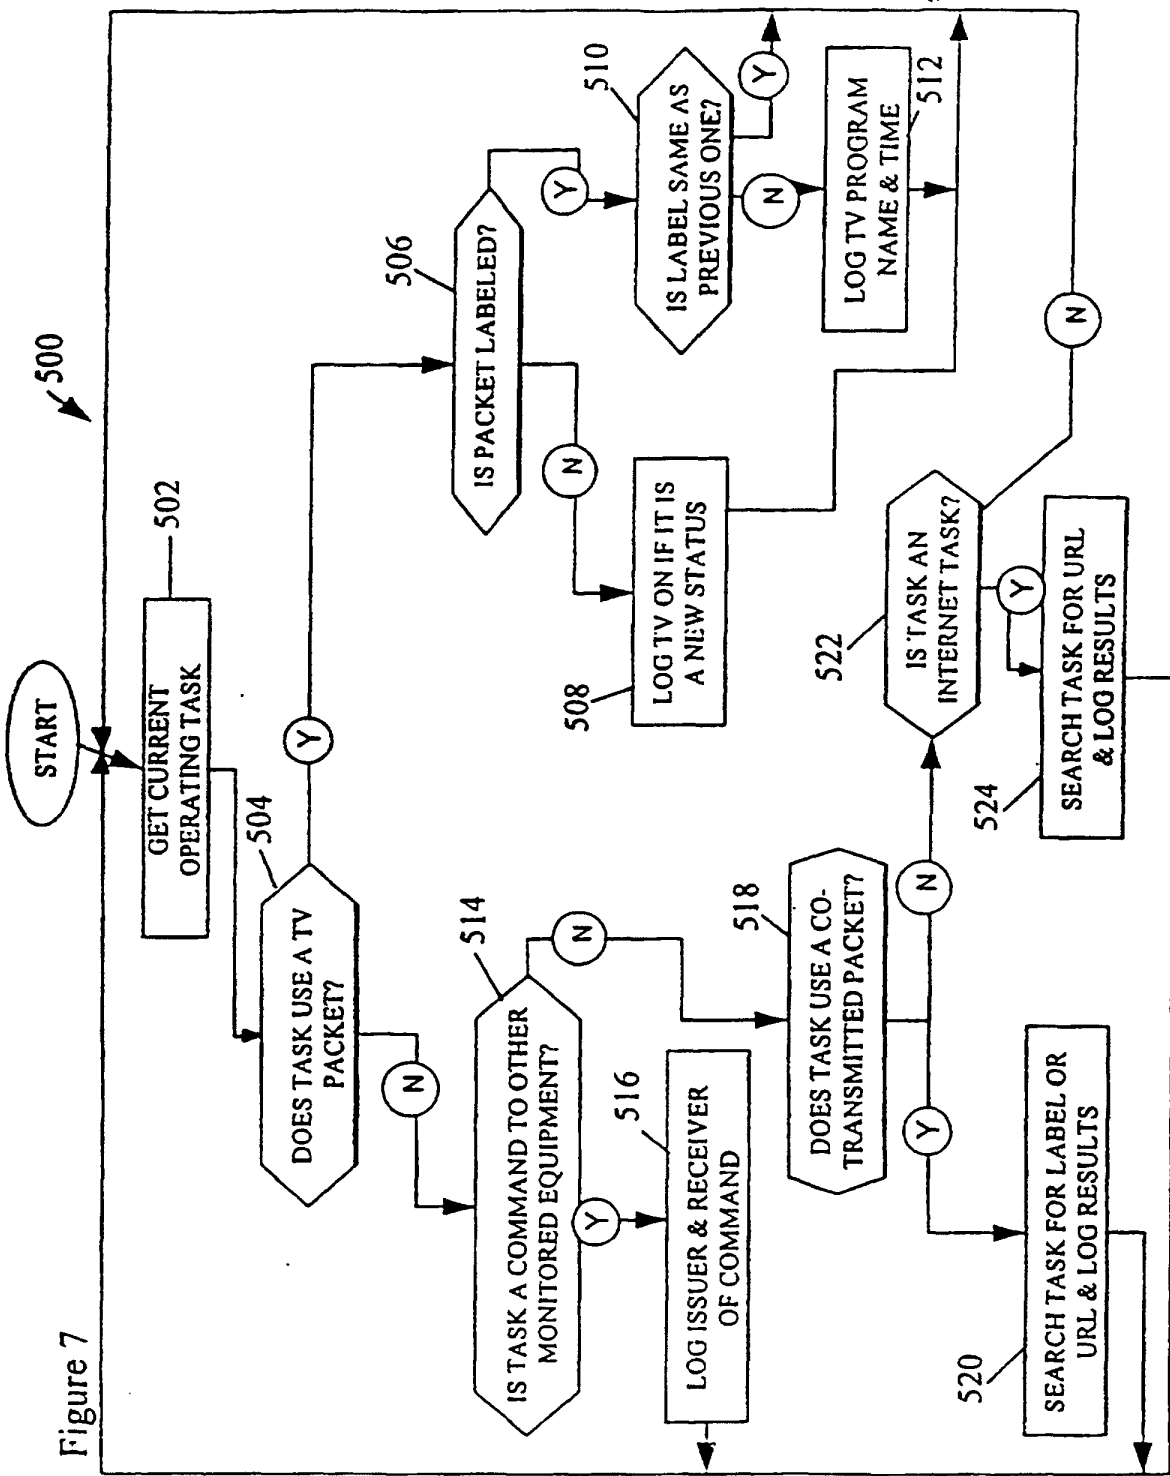 Figure 7
500
START
GET CURRENT
OPERATING TASK
502
504
DOES TASK USE A TV
PACKET?
Y
N
506
IS PACKET LABELED?
Y
N
510
IS LABEL SAME AS
PREVIOUS ONE?
Y
N
LOG TV PROGRAM
NAME & TIME
512
LOG TV ON IF IT IS
A NEW STATUS
508
514
IS TASK A COMMAND TO OTHER
MONITORED EQUIPMENT?
Y
N
516
LOG ISSUER & RECEIVER
OF COMMAND
518
DOES TASK USE A CO-
TRANSMITTED PACKET?
Y
N
520
SEARCH TASK FOR LABEL OR
URL & LOG RESULTS
522
IS TASK AN
INTERNET TASK?
Y
N
524
SEARCH TASK FOR URL
& LOG RESULTS